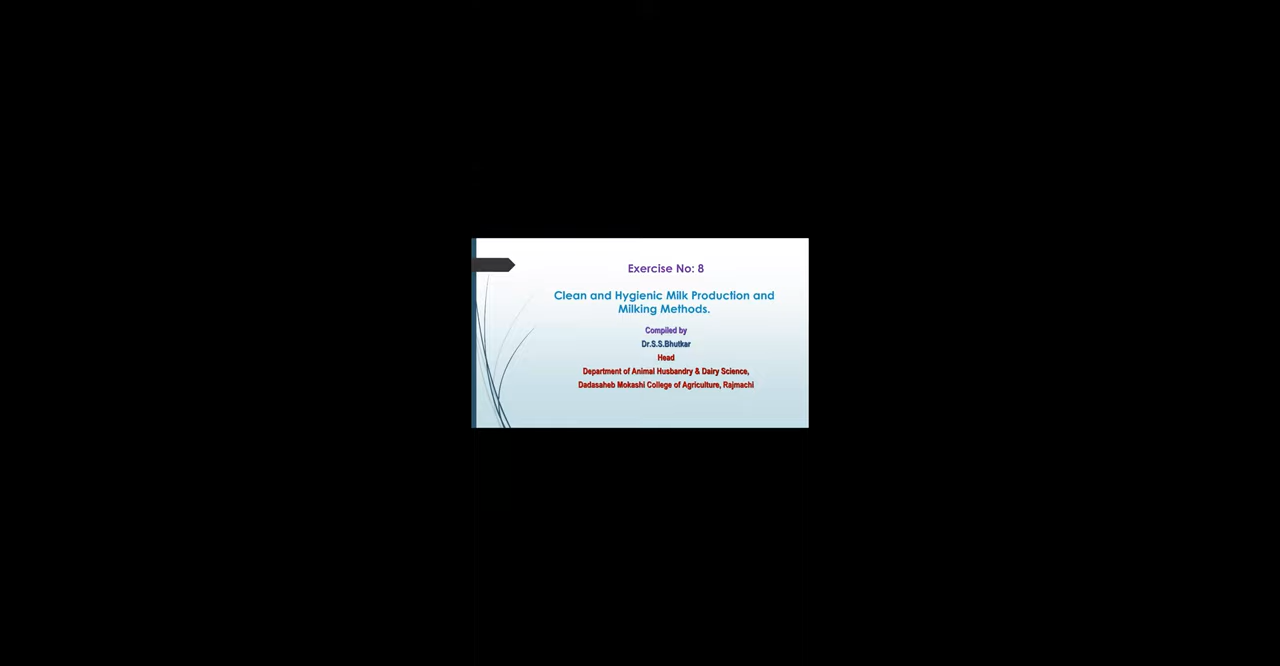 Exercise No: 8
Clean and Hygienic Milk Production and
Milking Methods.
Compiled by
Dr.S.S.Bhutkar
Head
Department of Animal Husbandry & Dairy Science,
Dadasaheb Mokashi College of Agriculture, Rajmachi